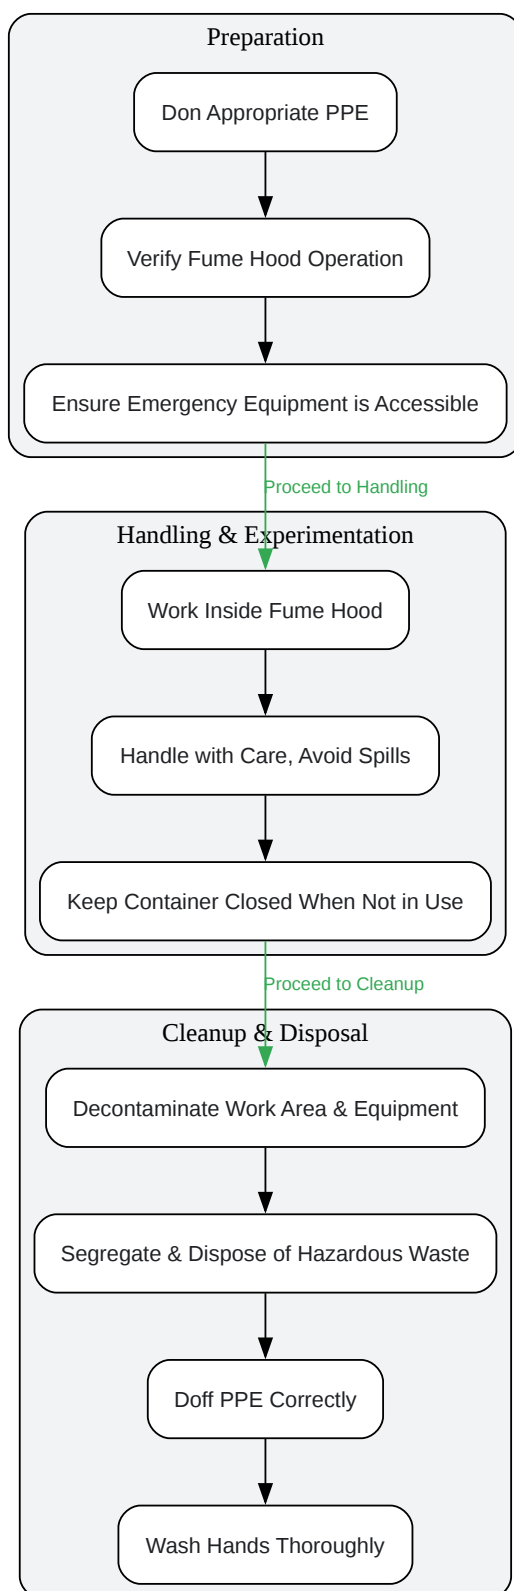 Preparation
Don Appropriate PPE
Verify Fume Hood Operation
Ensure Emergency Equipment is Accessible
Proceed to Handling
Handling & Experimentation
Work Inside Fume Hood
Handle with Care, Avoid Spills
Keep Container Closed When Not in Use
Proceed to Cleanup
Cleanup & Disposal
Decontaminate Work Area & Equipment
Segregate & Dispose of Hazardous Waste
Doff PPE Correctly
Wash Hands Thoroughly